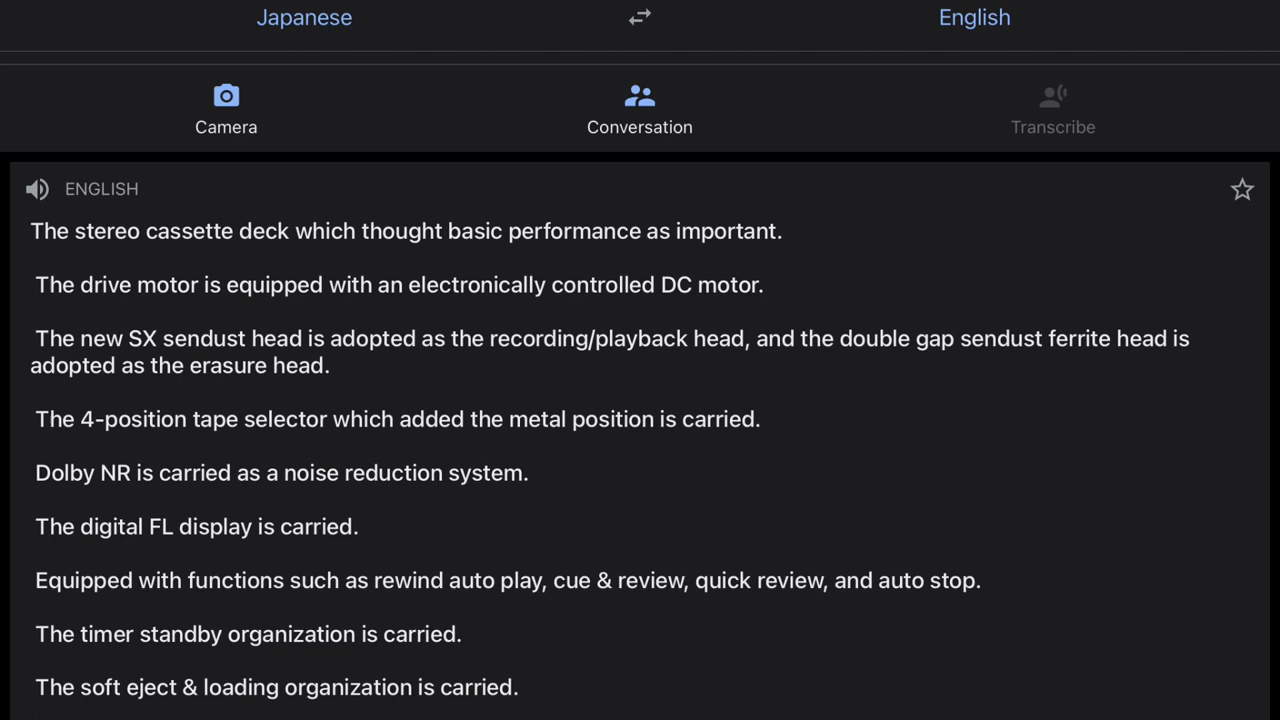 Japanese
English
Camera
Conversation
Transcribe
ENGLISH
The stereo cassette deck which thought basic performance as important.
The drive motor is equipped with an electronically controlled DC motor.
The new SX sendust head is adopted as the recording/playback head, and the double gap sendust ferrite head is
adopted as the erasure head.
The 4-position tape selector which added the metal position is carried.
Dolby NR is carried as a noise reduction system.
The digital FL display is carried.
Equipped with functions such as rewind auto play, cue & review, quick review, and auto stop.
The timer standby organization is carried.
The soft eject & loading organization is carried.